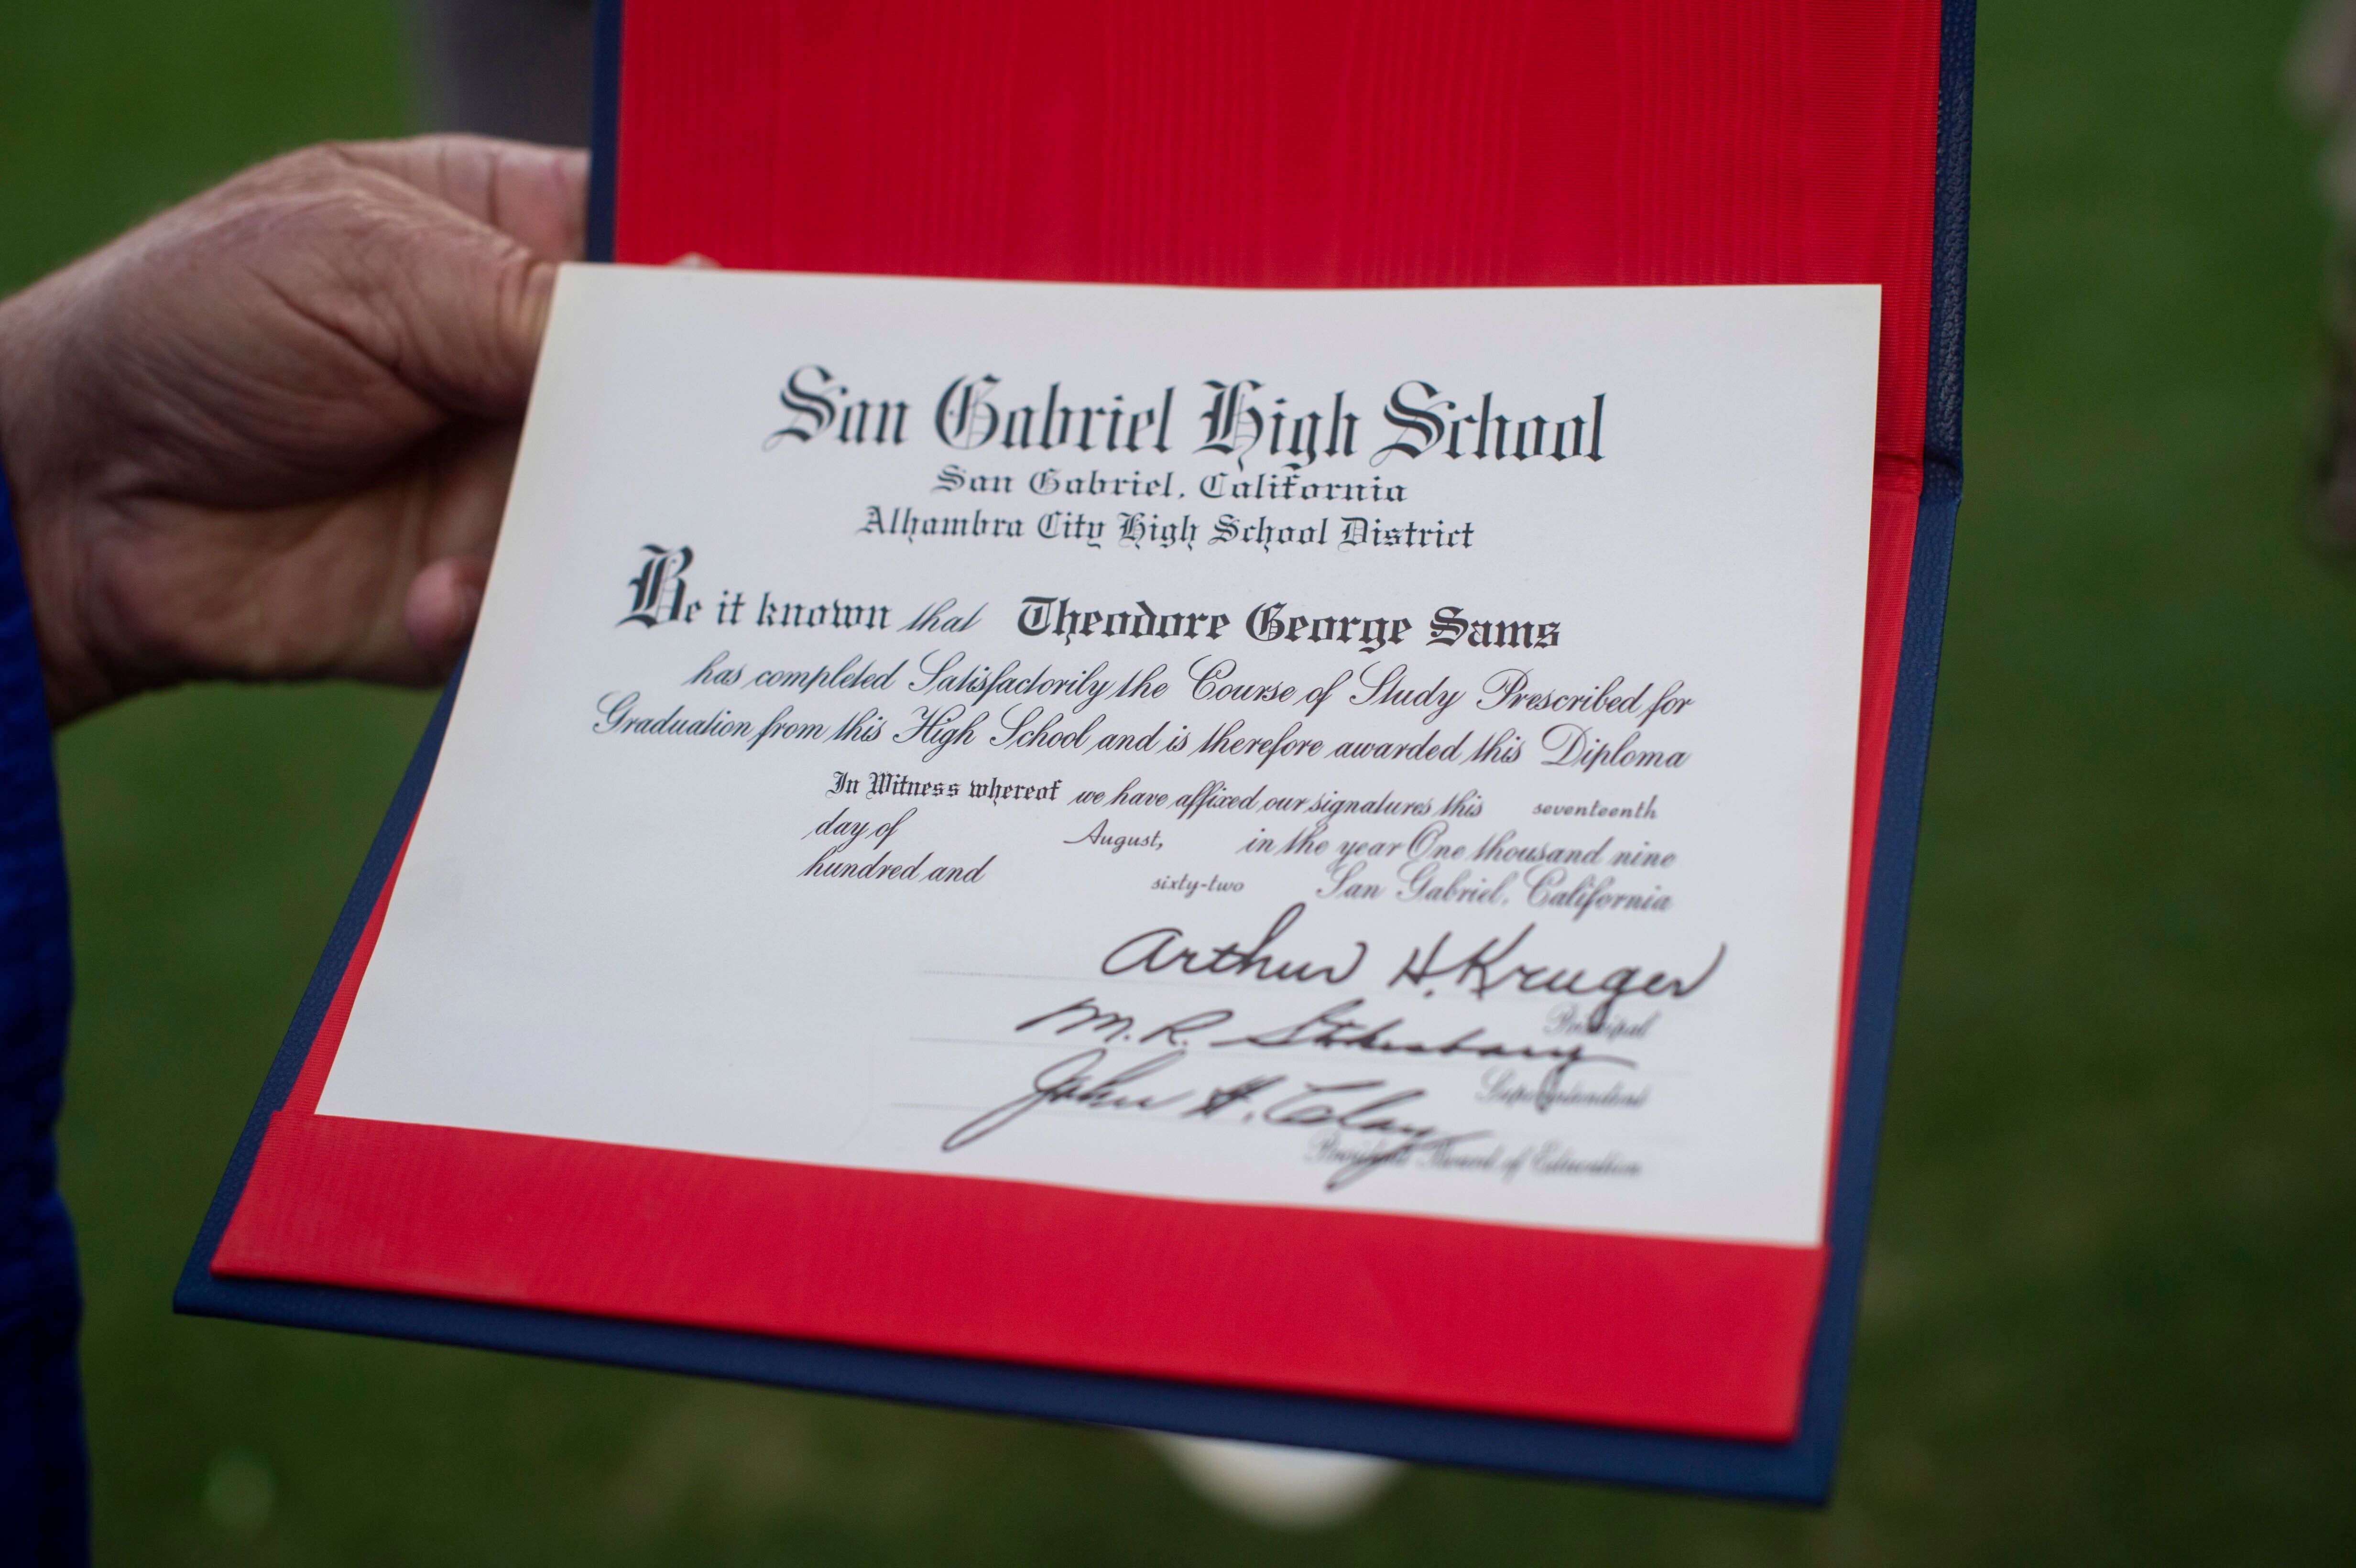 San Gabriel High School
San Gabriel, California
Alhambra City High School District
Be it known that Theodore George Sams
has completed Satisfactorily the Course of Study Prescribed for
Graduation from this High School and is therefore awarded this Diploma
In Witness whereof we have affixed our signatures this seventeenth
day of August, in the year One thousand nine
hundred and sixty-two San Gabriel, California
Arthur H. Kruger
Principal
M. R.
Superintendent
John H. Clay
President Board of Education